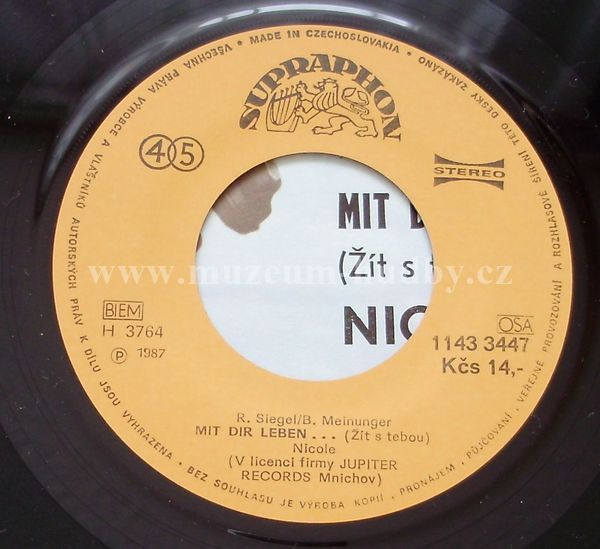 VŠECHNA PRÁVA VÝROBCE A VLASTNÍKŮ AUTORSKÝCH PRÁV K DÍLU JSOU VYHRAZENA • BEZ SOUHLASU JE VÝROBA KOPIÍ • PRONÁJEM • PŮJČOVÁNÍ • VEŘEJNÉ PROVOZOVÁNÍ A ROZHLASOVÉ ŠÍŘENÍ TÉTO DESKY ZAKÁZÁNO • MADE IN CZECHOSLOVAKIA •
SUPRAPHON
45
STEREO
MIT
(Žít s t
NIC
www.muzeum
uby.cz
BIEM
H 3764
Ⓟ 1987
OSA
1143 3447
Kčs 14,-
R. Siegel/B. Meinunger
MIT DIR LEBEN . . . (Žít s tebou)
Nicole
(V licenci firmy JUPITER
RECORDS Mnichov)